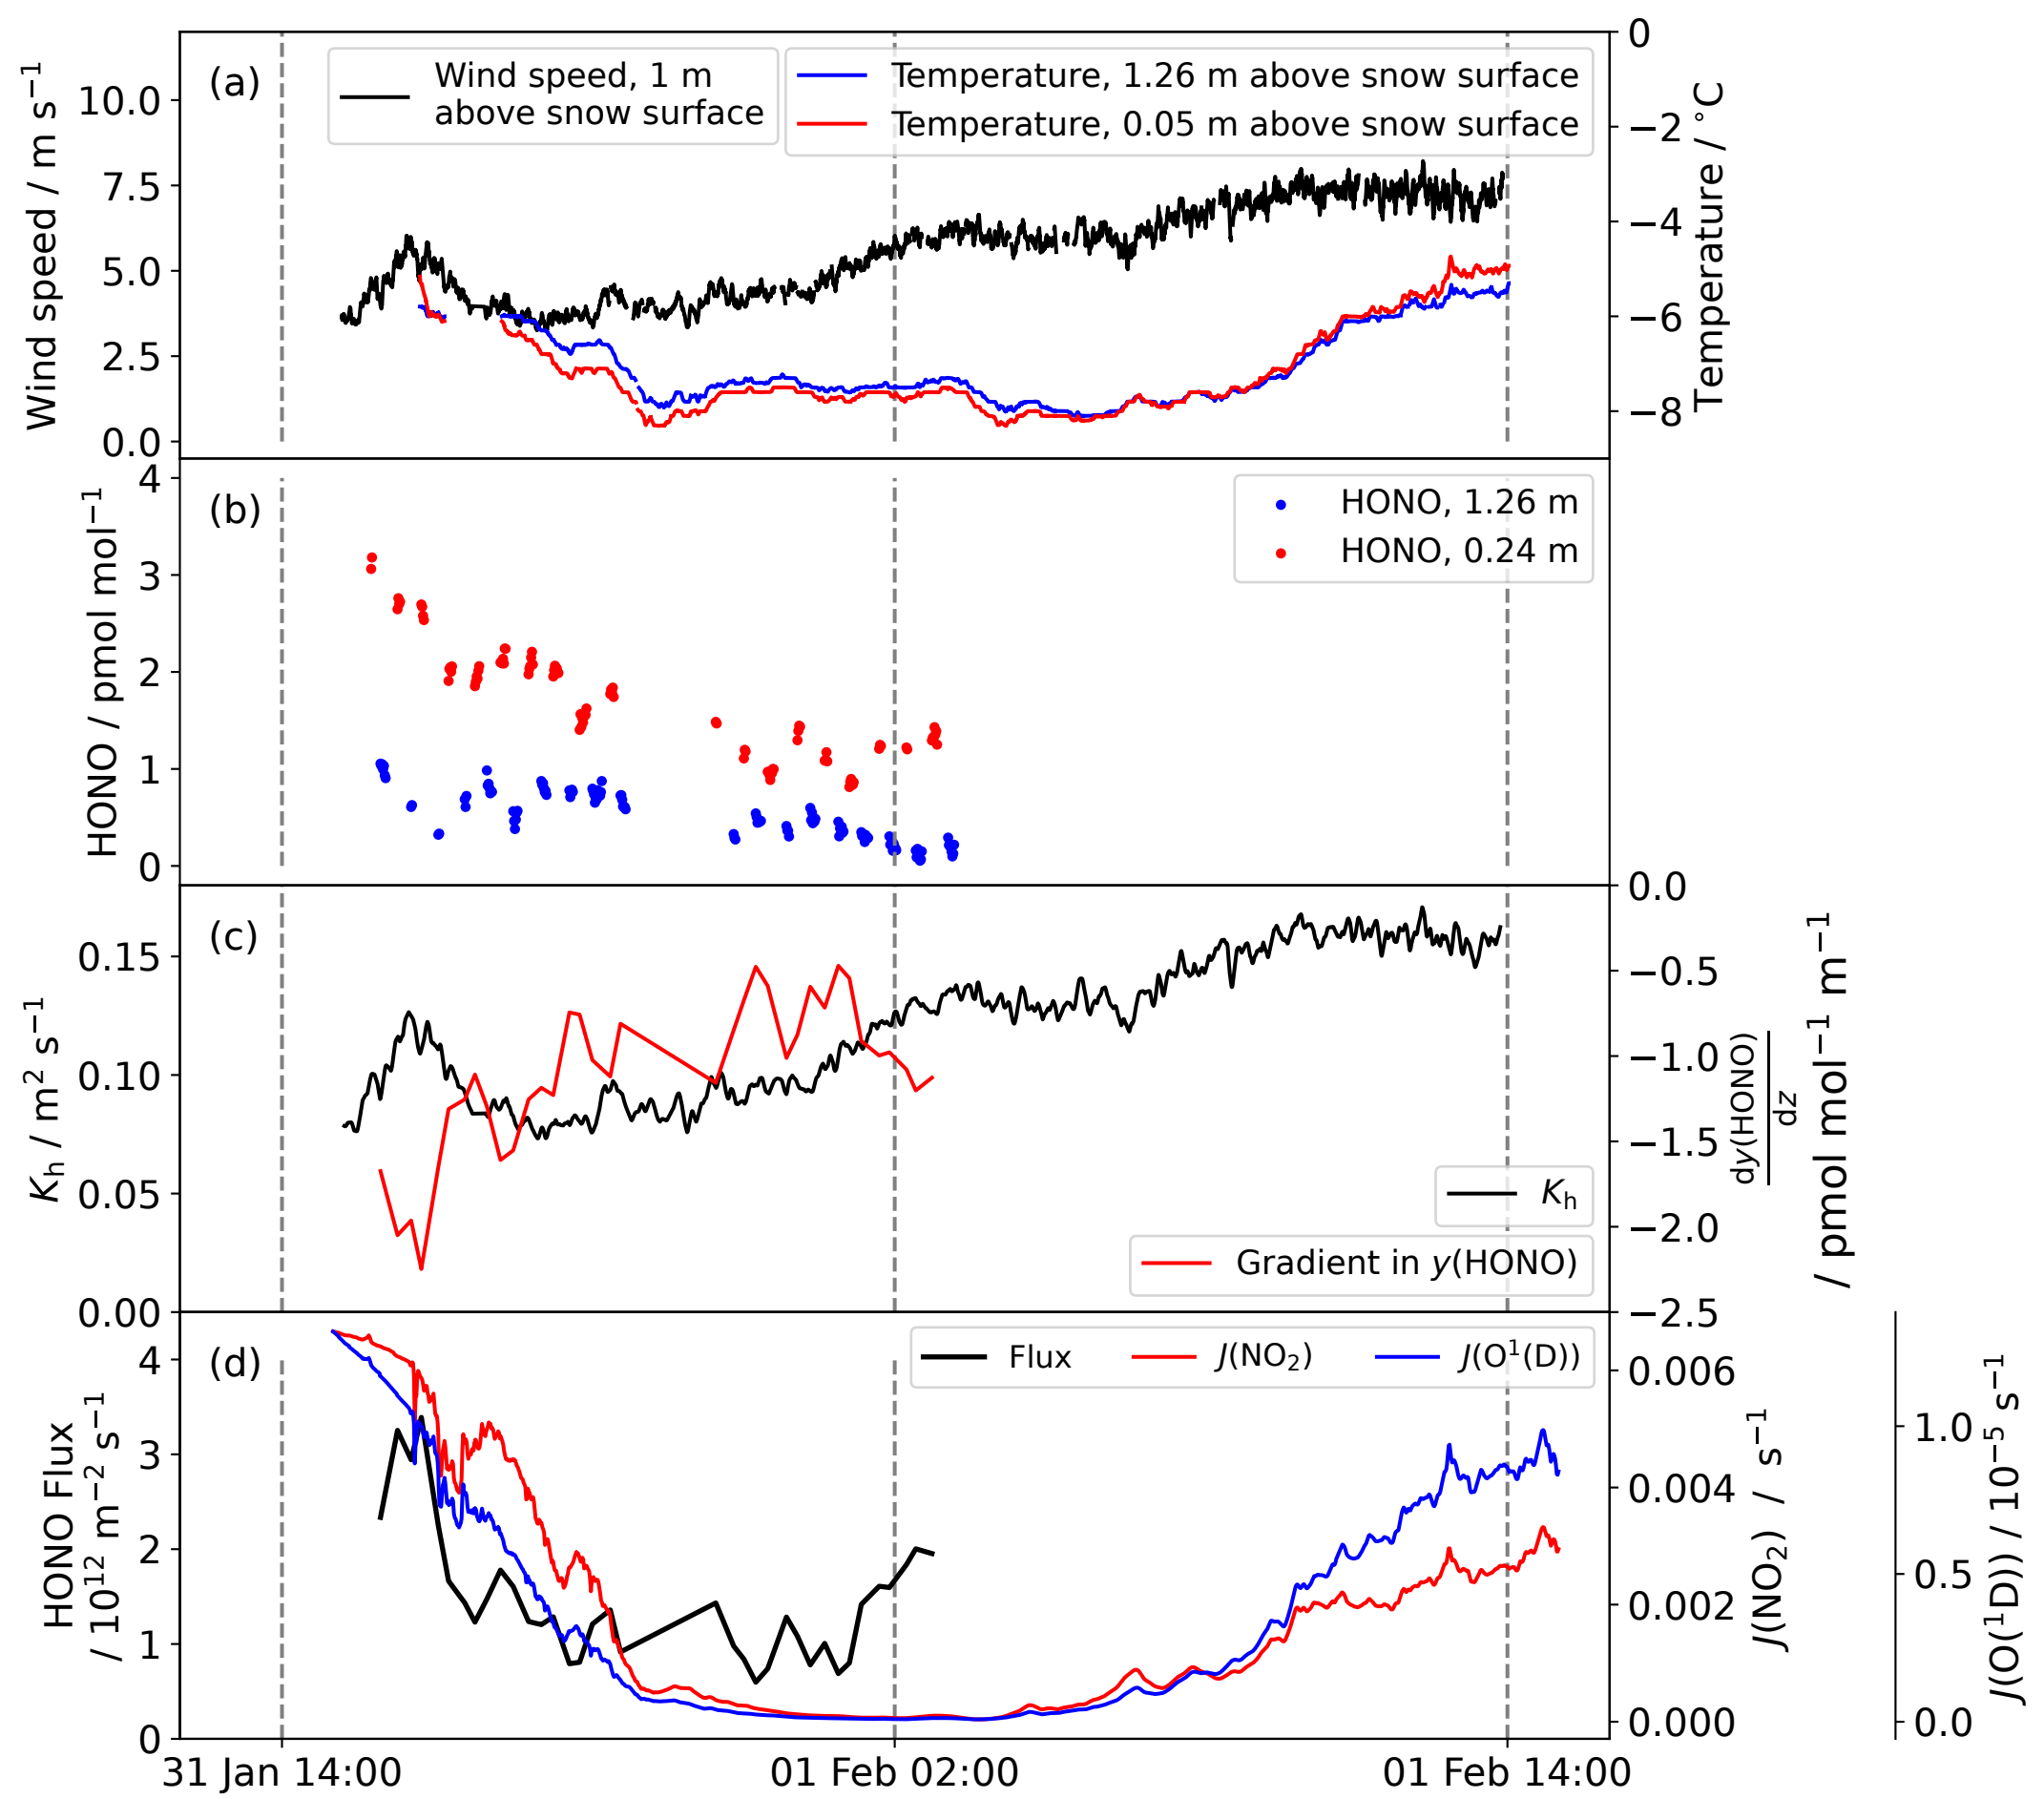 (a)
Wind speed / m s⁻¹
10.0
7.5
5.0
2.5
0.0
Wind speed, 1 m
above snow surface
Temperature, 1.26 m above snow surface
Temperature, 0.05 m above snow surface
0
−2
−4
−6
−8
Temperature / °C
(b)
HONO / pmol mol⁻¹
4
3
2
1
0
HONO, 1.26 m
HONO, 0.24 m
(c)
K_h / m² s⁻¹
0.15
0.10
0.05
0.00
K_h
Gradient in y(HONO)
0.0
−0.5
−1.0
−1.5
−2.0
−2.5
dy(HONO)
dz
/ pmol mol⁻¹ m⁻¹
(d)
HONO Flux
/ 10¹² m⁻² s⁻¹
4
3
2
1
0
Flux
J(NO₂)
J(O¹(D))
0.006
0.004
0.002
0.000
J(NO₂) / s⁻¹
1.0
0.5
0.0
J(O(¹D)) / 10⁻⁵ s⁻¹
31 Jan 14:00
01 Feb 02:00
01 Feb 14:00